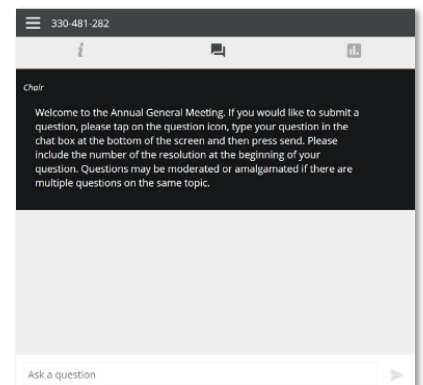 330-481-282
i
Chair
Welcome to the Annual General Meeting. If you would like to submit a
question, please tap on the question icon, type your question in the
chat box at the bottom of the screen and then press send. Please
include the number of the resolution at the beginning of your
question. Questions may be moderated or amalgamated if there are
multiple questions on the same topic.
Ask a question